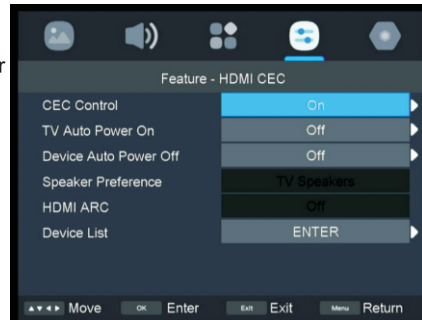 r
Feature - HDMI CEC
CEC Control On
TV Auto Power On Off
Device Auto Power Off Off
Speaker Preference TV Speakers
HDMI ARC Off
Device List ENTER
Move OK Enter Exit Exit Menu Return